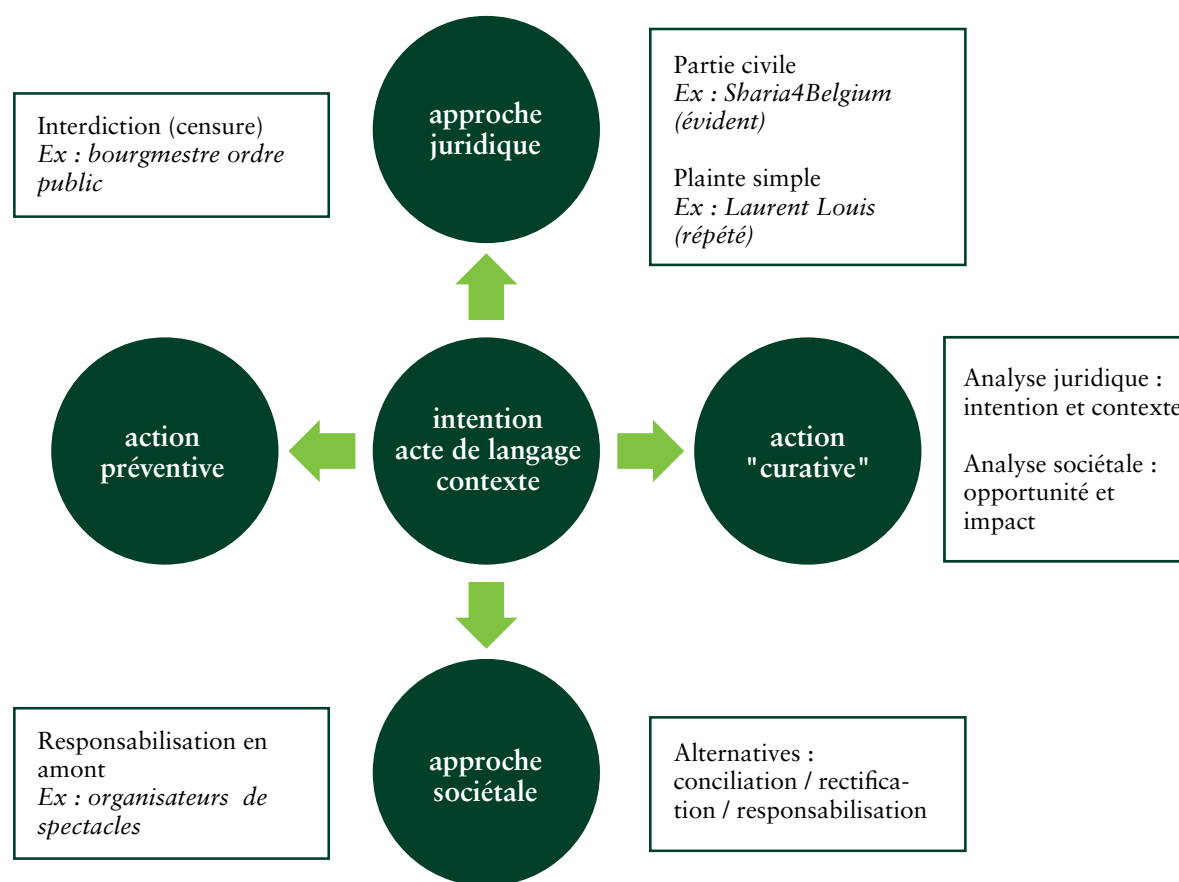 approche
juridique
Interdiction (censure)
Ex : bourgmestre ordre
public
Partie civile
Ex : Sharia4Belgium
(évident)
Plainte simple
Ex : Laurent Louis
(répété)
action
préventive
intention
acte de langage
contexte
action
"curative"
Analyse juridique :
intention et contexte
Analyse sociétale :
opportunité et
impact
Responsabilisation en
amont
Ex : organisateurs de
spectacles
approche
sociétale
Alternatives :
conciliation / rectifica-
tion / responsabilisation